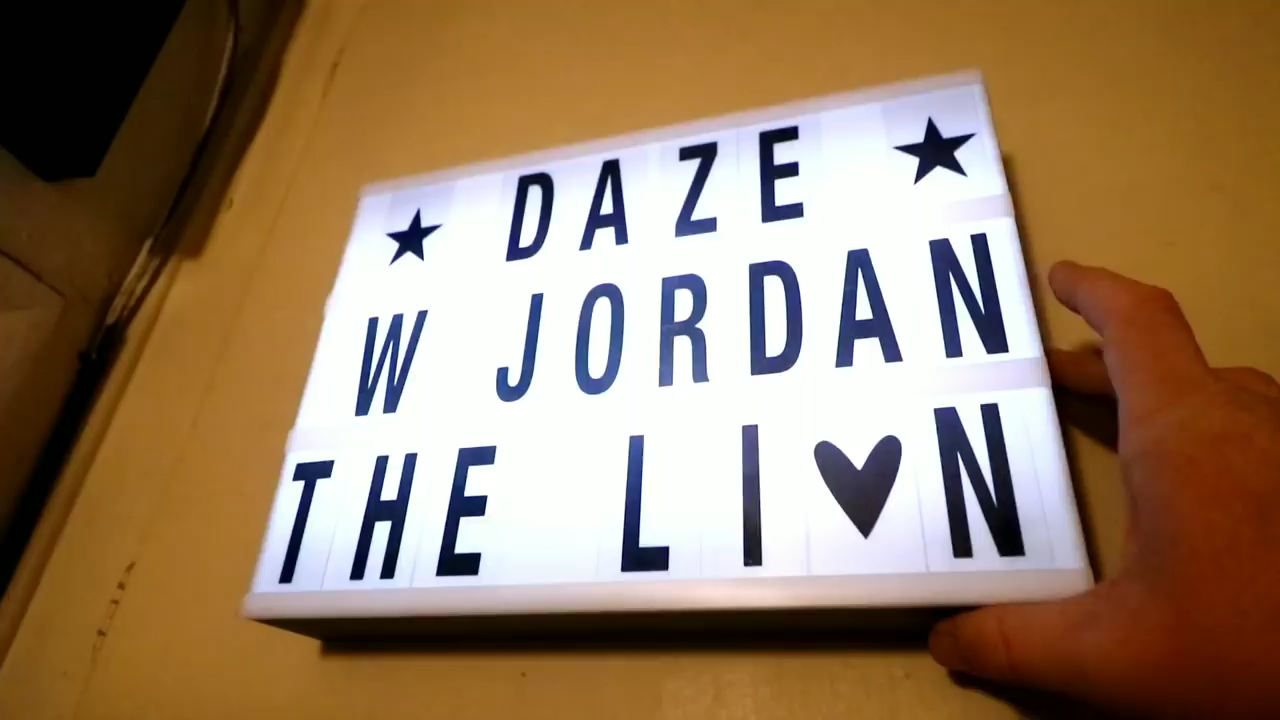 ★ DAZE ★
W JORDAN
THE LI♥N